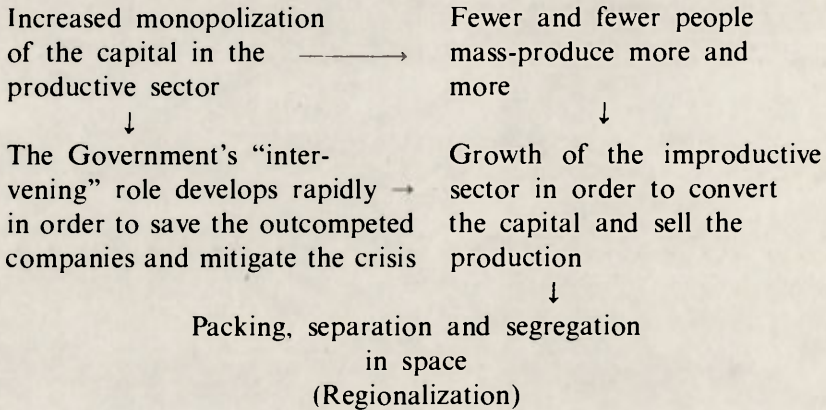 Increased monopolization
of the capital in the
productive sector
Fewer and fewer people
mass-produce more and
more
The Government's “inter-
vening” role develops rapidly
in order to save the outcompeted
companies and mitigate the crisis
Growth of the improductive
sector in order to convert
the capital and sell the
production
Packing, separation and segregation
in space
(Regionalization)